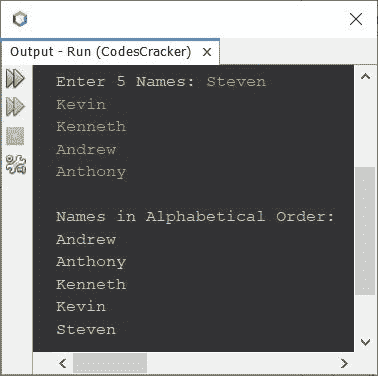 Output - Run (CodesCracker) ×
Enter 5 Names: Steven
Kevin
Kenneth
Andrew
Anthony
Names in Alphabetical Order:
Andrew
Anthony
Kenneth
Kevin
Steven